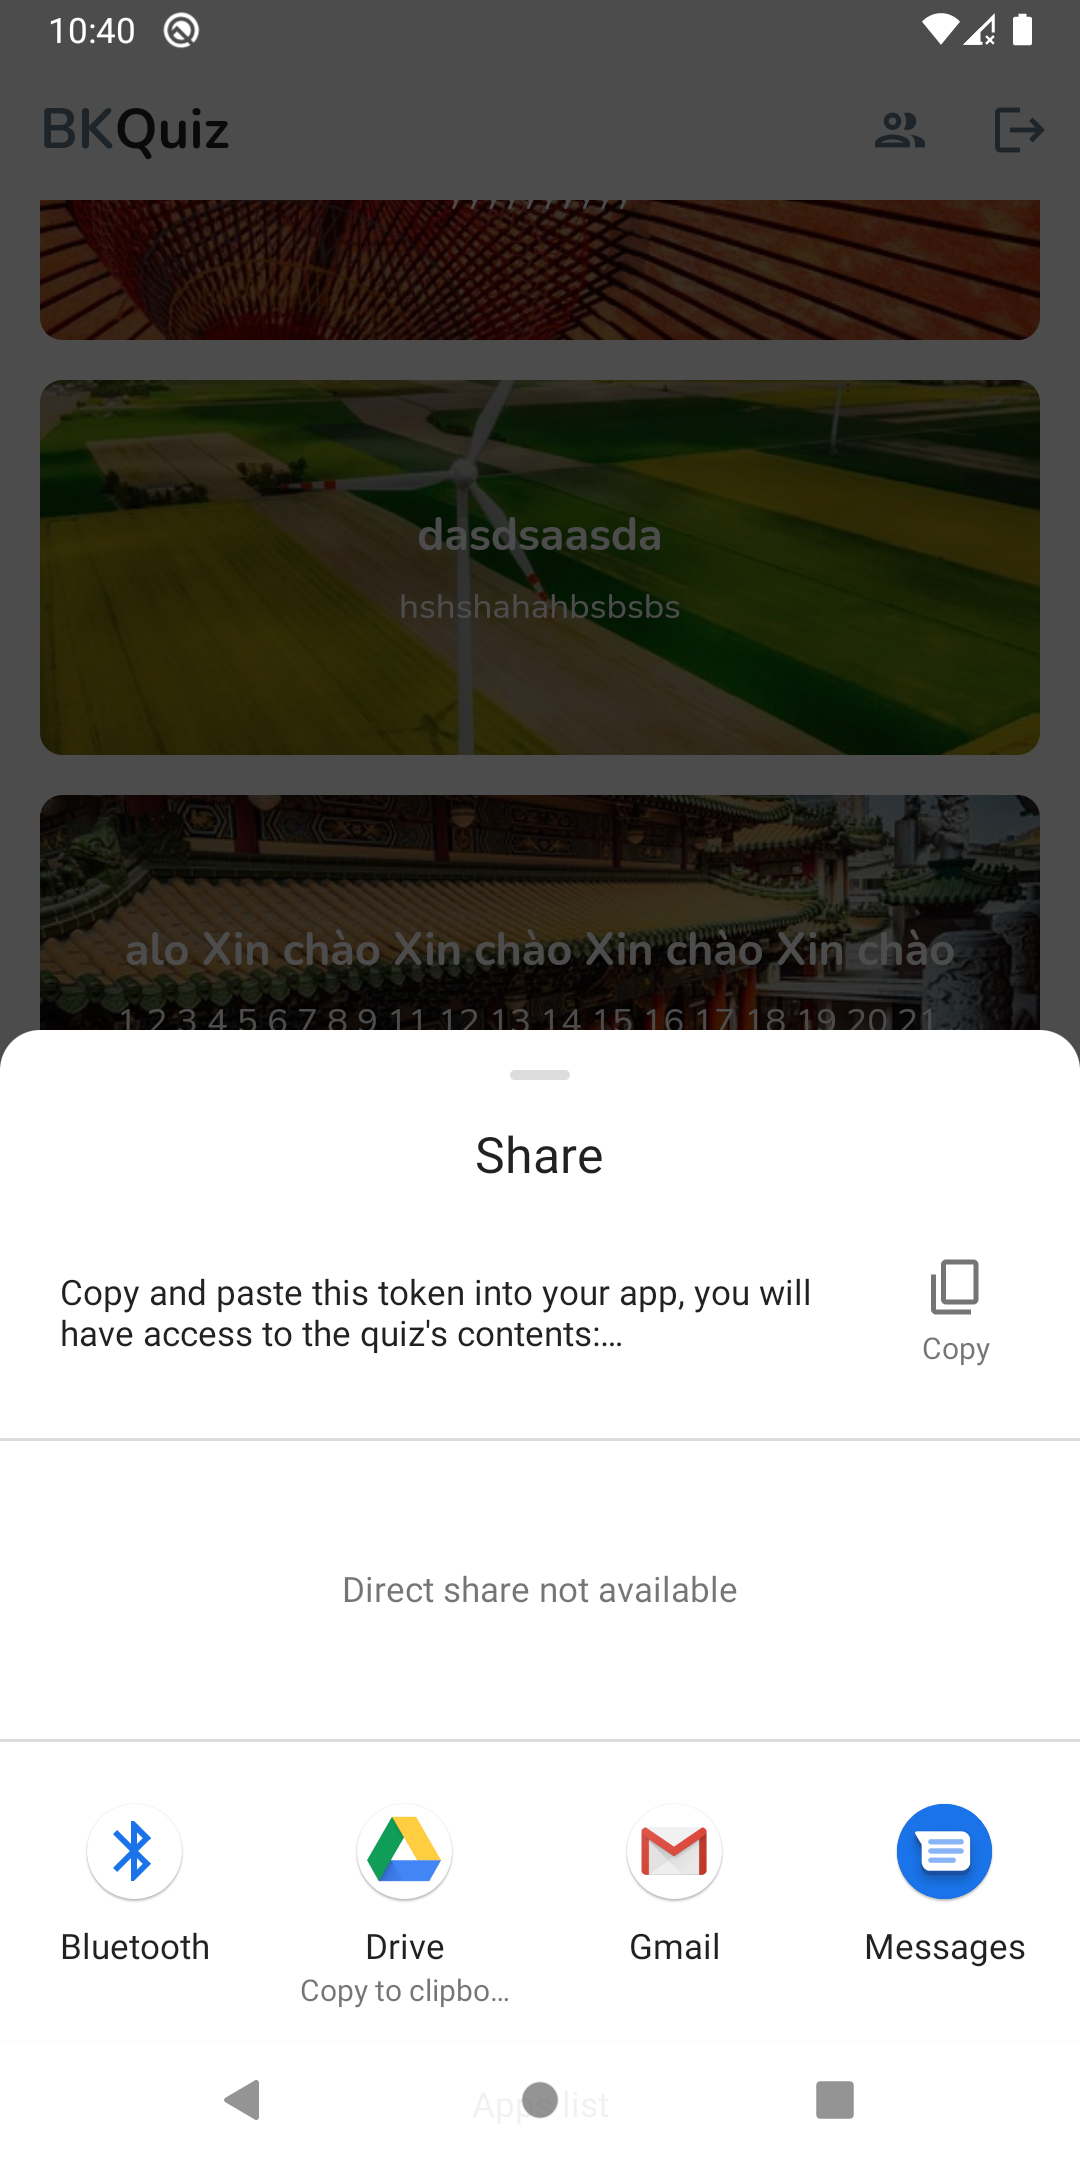 10:40
BKQuiz
dasdsaasda
hshshahahbsbsbs
alo Xin chào Xin chào Xin chào Xin chào
1 2 3 4 5 6 7 8 9 11 12 13 14 15 16 17 18 19 20 21
Share
Copy and paste this token into your app, you will
have access to the quiz's contents:…
Copy
Direct share not available
Bluetooth
Drive
Gmail
Messages
Copy to clipbo…
Apps list